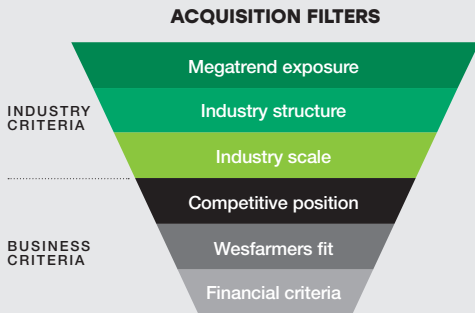 ACQUISITION FILTERS
Megatrend exposure
INDUSTRY
CRITERIA
Industry structure
Industry scale
Competitive position
BUSINESS
CRITERIA
Wesfarmers fit
Financial criteria